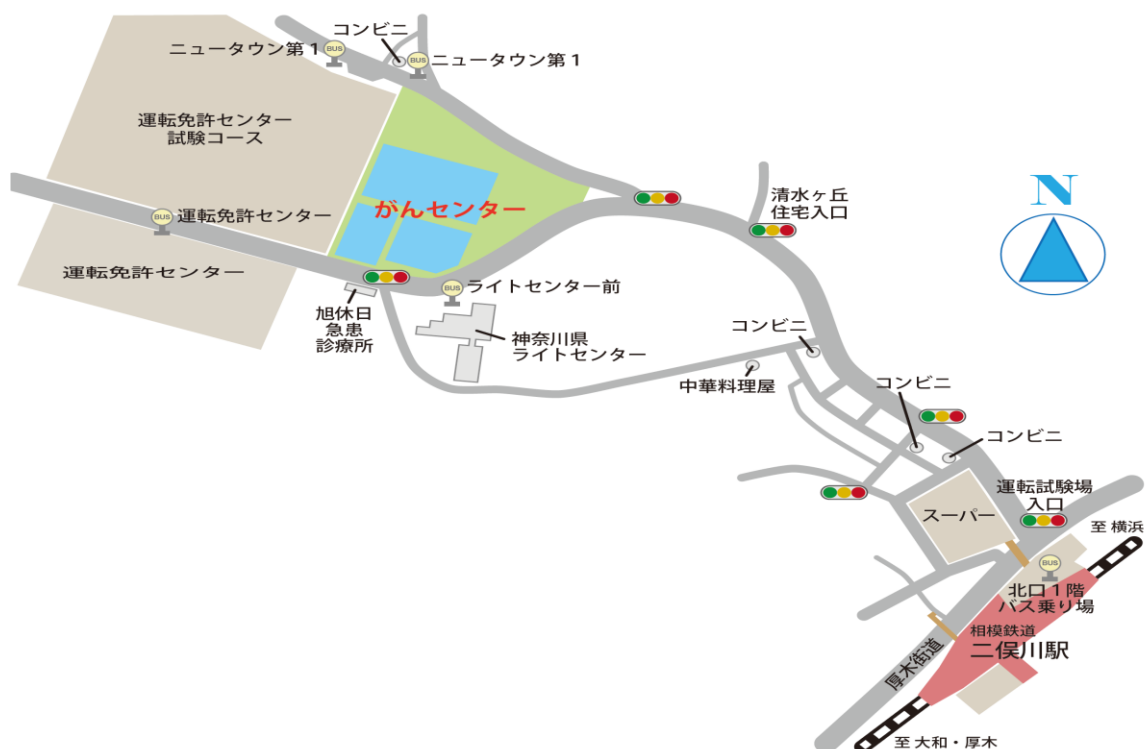 コンビニ
ニュータウン第1
BUS
BUS
ニュータウン第1
運転免許センター
試験コース
がんセンター
清水ヶ丘
住宅入口
N
BUS
運転免許センター
運転免許センター
BUS
ライトセンター前
旭休日
急患
診療所
神奈川県
ライトセンター
コンビニ
中華料理屋
コンビニ
コンビニ
運転試験場
入口
スーパー
至 横浜
BUS
北口1階
バス乗り場
相模鉄道
二俣川駅
厚木街道
至 大和・厚木